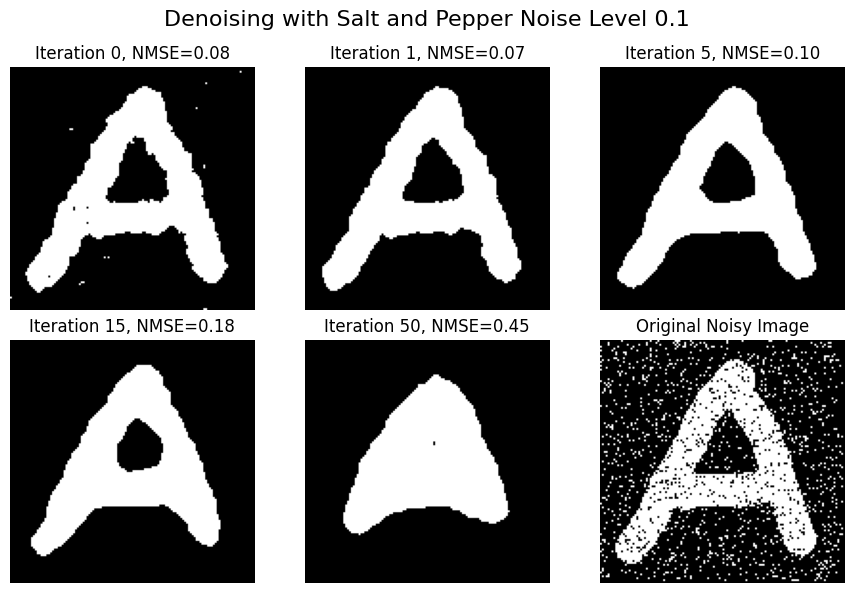 Denoising with Salt and Pepper Noise Level 0.1
Iteration 0, NMSE=0.08
Iteration 1, NMSE=0.07
Iteration 5, NMSE=0.10
A
A
A
Iteration 15, NMSE=0.18
Iteration 50, NMSE=0.45
Original Noisy Image
A
A